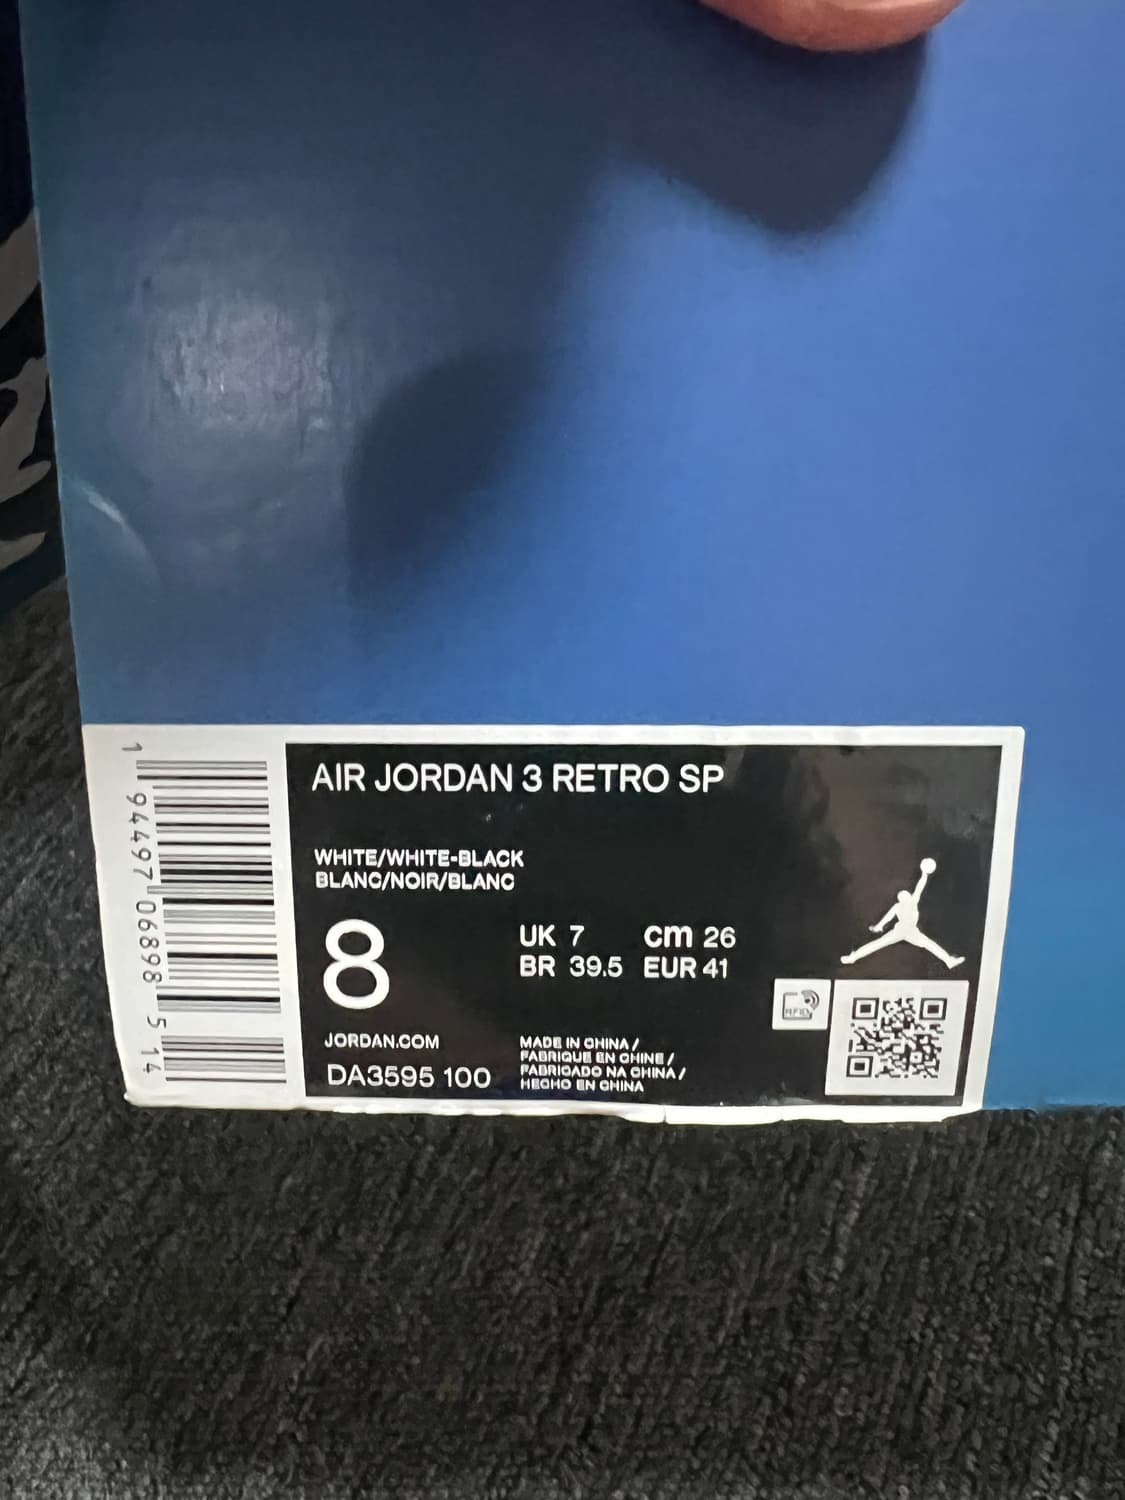 AIR JORDAN 3 RETRO SP
WHITE/WHITE-BLACK
BLANC/NOIR/BLANC
8
UK 7 cm 26
BR 39.5 EUR 41
JORDAN.COM
DA3595 100
MADE IN CHINA /
FABRIQUE EN CHINE /
FABRICADO NA CHINA /
HECHO EN CHINA
RFID
1 94497 06898 5 14